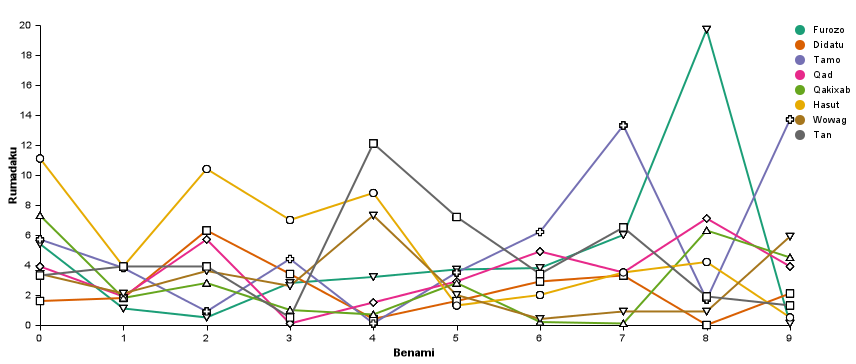 20
18
16
14
12
10
8
6
4
2
0
0 1 2 3 4 5 6 7 8 9
Rumadaku
Benami
Furozo
Didatu
Tamo
Qad
Qakixab
Hasut
Wowag
Tan